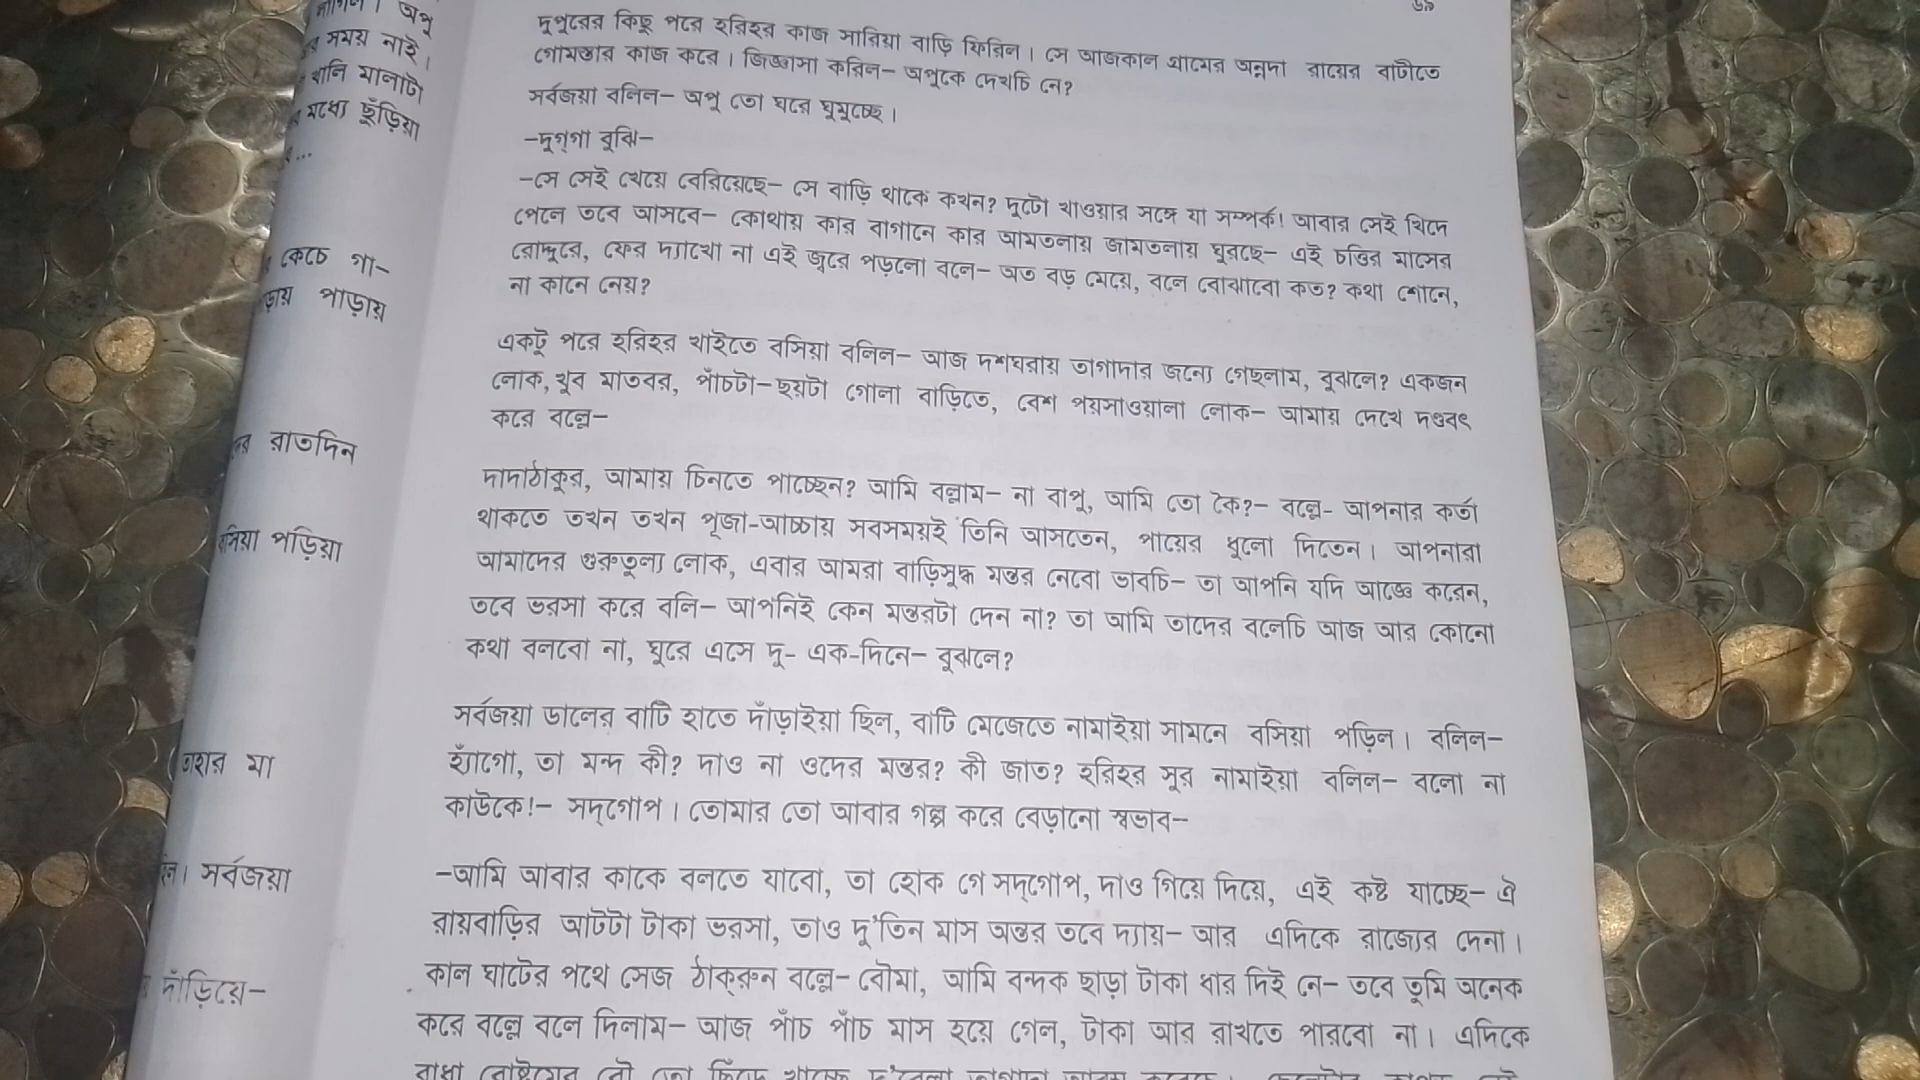 অপু
সময় নাই।
খানি মালাটা
মধ্যে ছুঁড়িয়া
...
কেচে গা-
পাড়ায়
রাতদিন
পড়িয়া
তাহার মা
সর্বজয়া
দাঁড়িয়ে-
৬৯
দুপুরের কিছু পরে হরিহর কাজ সারিয়া বাড়ি ফিরিল। সে আজকাল গ্রামের অন্নদা রায়ের বাটীতে
গোমস্তার কাজ করে। জিজ্ঞাসা করিল- অপুকে দেখচি নে?
সর্বজয়া বলিল- অপু তো ঘরে ঘুমুচ্ছে।
-দুগ্‌গা বুঝি-
-সে সেই খেয়ে বেরিয়েছে- সে বাড়ি থাকে কখন? দুটো খাওয়ার সঙ্গে যা সম্পর্ক! আবার সেই খিদে
পেলে তবে আসবে- কোথায় কার বাগানে কার আমতলায় জামতলায় ঘুরছে- এই চত্তির মাসের
রোদ্দুরে, ফের দ্যাখো না এই জ্বরে পড়লো বলে- অত বড় মেয়ে, বলে বোঝাবো কত? কথা শোনে,
না কানে নেয়?
একটু পরে হরিহর খাইতে বসিয়া বলিল- আজ দশঘরায় তাগাদার জন্যে গেছলাম, বুঝলে? একজন
লোক, খুব মাতবর, পাঁচটা-ছয়টা গোলা বাড়িতে, বেশ পয়সাওয়ালা লোক- আমায় দেখে দণ্ডবৎ
করে বল্লে-
দাদাঠাকুর, আমায় চিনতে পাচ্ছেন? আমি বল্লাম- না বাপু, আমি তো কৈ?- বল্লে- আপনার কর্তা
থাকতে তখন তখন পূজা-আচ্চায় সবসময়ই তিনি আসতেন, পায়ের ধুলো দিতেন। আপনারা
আমাদের গুরুতুল্য লোক, এবার আমরা বাড়িসুদ্ধ মন্তর নেবো ভাবচি- তা আপনি যদি আজ্ঞে করেন,
তবে ভরসা করে বলি- আপনিই কেন মন্তরটা দেন না? তা আমি তাদের বলেচি আজ আর কোনো
কথা বলবো না, ঘুরে এসে দু- এক-দিনে- বুঝলে?
সর্বজয়া ডালের বাটি হাতে দাঁড়াইয়া ছিল, বাটি মেজেতে নামাইয়া সামনে বসিয়া পড়িল। বলিল-
হ্যাঁগো, তা মন্দ কী? দাও না ওদের মন্তর? কী জাত? হরিহর সুর নামাইয়া বলিল- বলো না
কাউকে!- সদ্‌গোপ। তোমার তো আবার গল্প করে বেড়ানো স্বভাব-
-আমি আবার কাকে বলতে যাবো, তা হোক গে সদ্‌গোপ, দাও গিয়ে দিয়ে, এই কষ্ট যাচ্ছে- ঐ
রায়বাড়ির আটটা টাকা ভরসা, তাও দু'তিন মাস অন্তর তবে দ্যায়- আর এদিকে রাজ্যের দেনা।
কাল ঘাটের পথে সেজ ঠাক্‌রুন বল্লে- বৌমা, আমি বন্দক ছাড়া টাকা ধার দিই নে- তবে তুমি অনেক
করে বল্লে বলে দিলাম- আজ পাঁচ পাঁচ মাস হয়ে গেল, টাকা আর রাখতে পারবো না। এদিকে